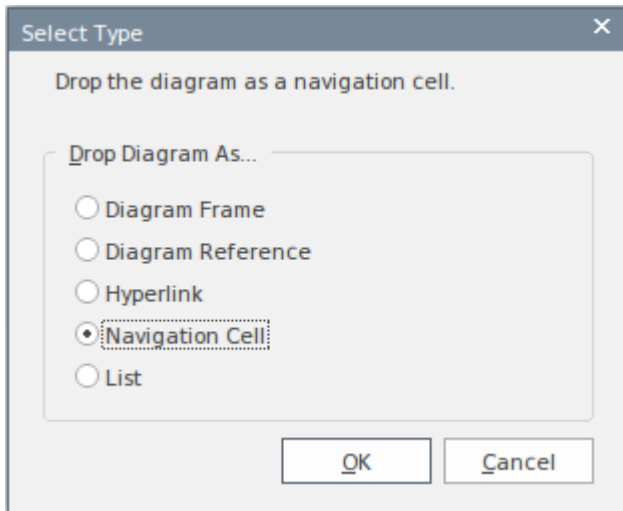 Select Type
Drop the diagram as a navigation cell.
Drop Diagram As...
Diagram Frame
Diagram Reference
Hyperlink
Navigation Cell
List
OK
Cancel